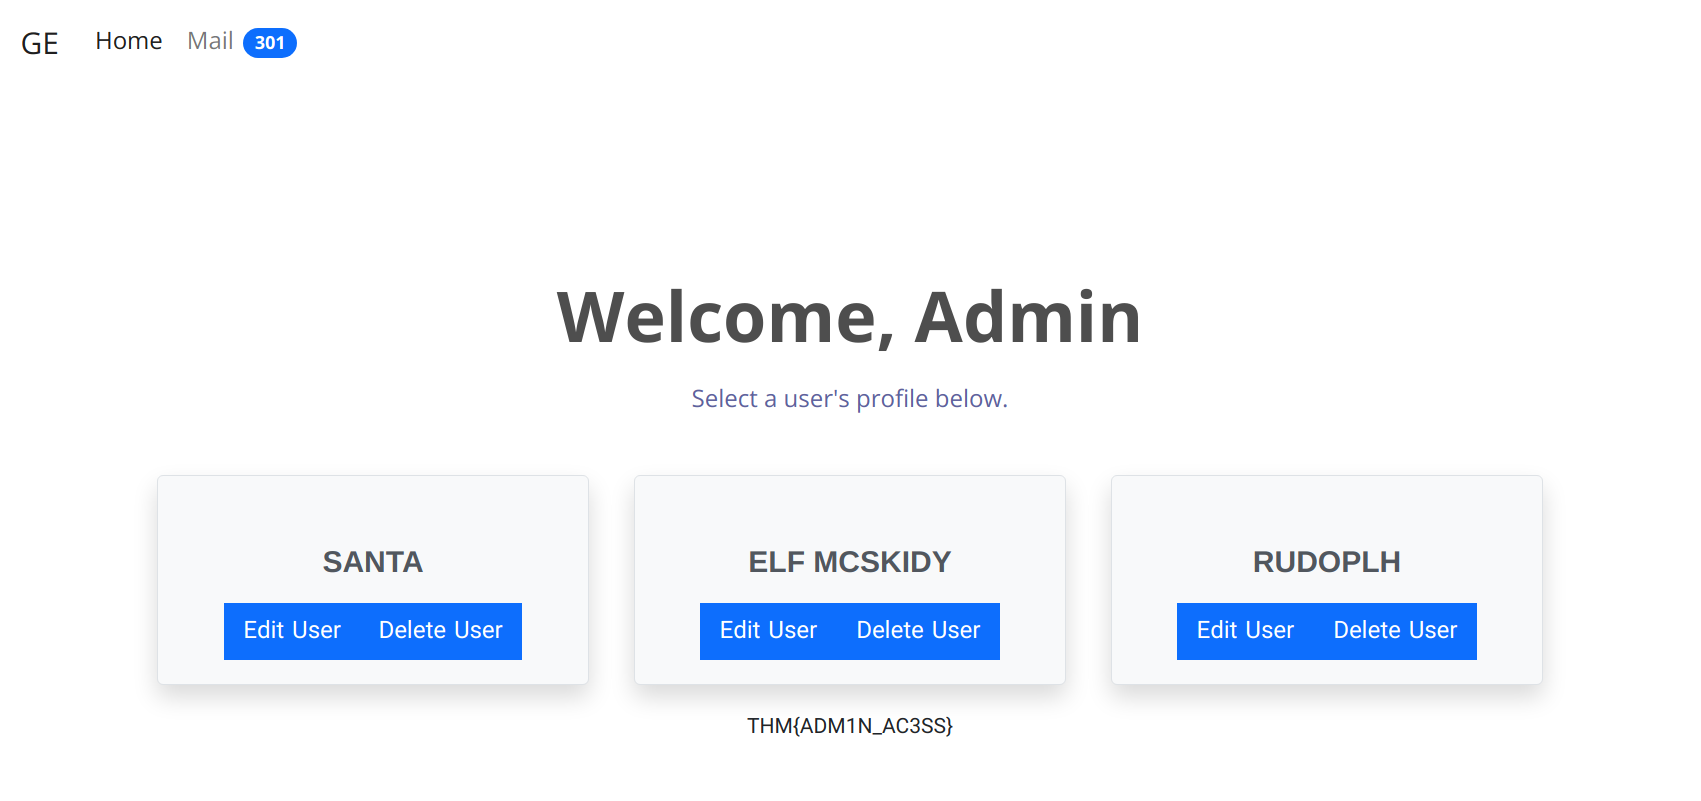 GE Home Mail 301
Welcome, Admin
Select a user's profile below.
SANTA
Edit User Delete User
ELF MCSKIDY
Edit User Delete User
RUDOPLH
Edit User Delete User
THM{ADM1N_AC3SS}